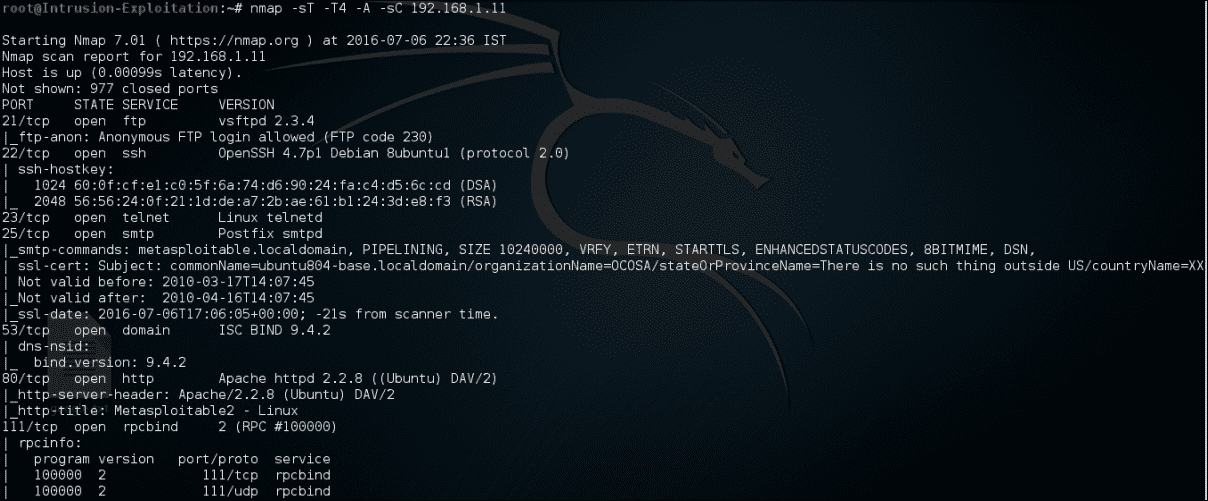 root@Intrusion-Exploitation:~# nmap -sT -T4 -A -sC 192.168.1.11
Starting Nmap 7.01 ( https://nmap.org ) at 2016-07-06 22:36 IST
Nmap scan report for 192.168.1.11
Host is up (0.00099s latency).
Not shown: 977 closed ports
PORT     STATE SERVICE     VERSION
21/tcp   open  ftp         vsftpd 2.3.4
|_ftp-anon: Anonymous FTP login allowed (FTP code 230)
22/tcp   open  ssh         OpenSSH 4.7p1 Debian 8ubuntu1 (protocol 2.0)
| ssh-hostkey:
|   1024 60:0f:cf:e1:c0:5f:6a:74:d6:90:24:fa:c4:d5:6c:cd (DSA)
|_  2048 56:56:24:0f:21:1d:de:a7:2b:ae:61:b1:24:3d:e8:f3 (RSA)
23/tcp   open  telnet      Linux telnetd
25/tcp   open  smtp        Postfix smtpd
|_smtp-commands: metasploitable.localdomain, PIPELINING, SIZE 10240000, VRFY, ETRN, STARTTLS, ENHANCEDSTATUSCODES, 8BITMIME, DSN,
| ssl-cert: Subject: commonName=ubuntu804-base.localdomain/organizationName=OCOSA/stateOrProvinceName=There is no such thing outside US/countryName=XX
| Not valid before: 2010-03-17T14:07:45
|_Not valid after:  2010-04-16T14:07:45
|_ssl-date: 2016-07-06T17:06:05+00:00; -21s from scanner time.
53/tcp   open  domain      ISC BIND 9.4.2
| dns-nsid:
|_  bind.version: 9.4.2
80/tcp   open  http        Apache httpd 2.2.8 ((Ubuntu) DAV/2)
|_http-server-header: Apache/2.2.8 (Ubuntu) DAV/2
|_http-title: Metasploitable2 - Linux
111/tcp  open  rpcbind     2 (RPC #100000)
| rpcinfo:
|   program version   port/proto  service
|   100000  2            111/tcp  rpcbind
|   100000  2            111/udp  rpcbind